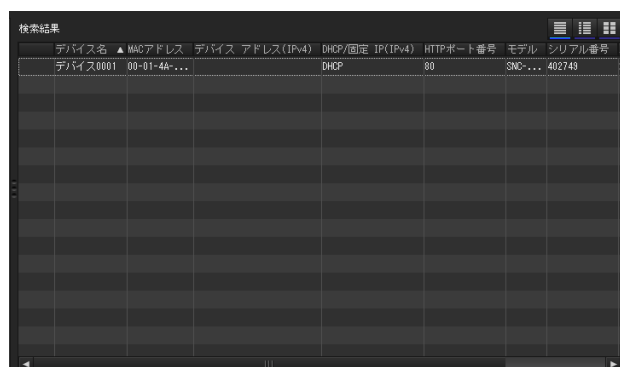 検索結果
デバイス名 ▲ MACアドレス デバイス アドレス(IPv4) DHCP/固定 IP(IPv4) HTTPポート番号 モデル シリアル番号
デバイス0001 00-01-4A-... DHCP 80 SNC-... 402749